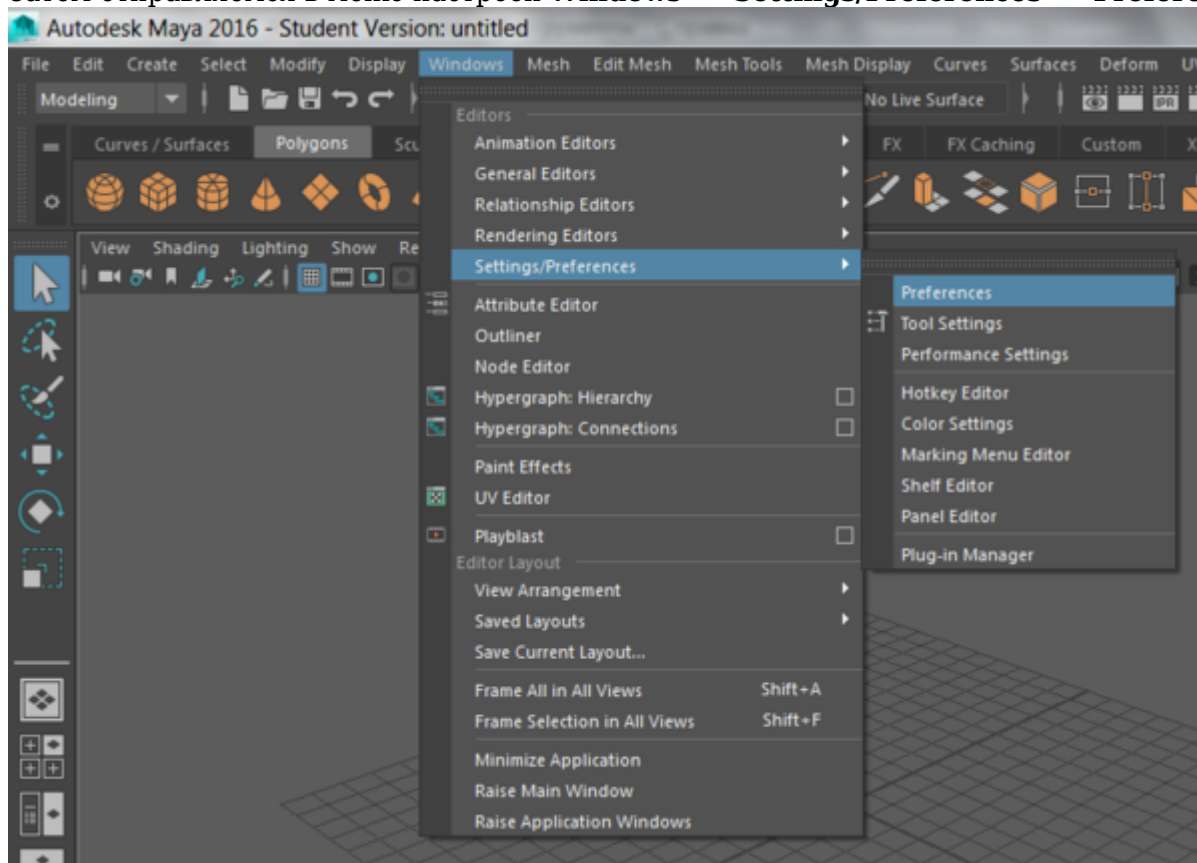 Windows Settings/Preferences
Autodesk Maya 2016 - Student Version: untitled
File Edit Create Select Modify Display Windows Mesh Edit Mesh Mesh Tools Mesh Display Curves Surfaces Deform
Modeling No Live Surface IPR
Curves / Surfaces Polygons FX FX Caching Custom
View Shading Lighting Show
Editors
Animation Editors
General Editors
Relationship Editors
Rendering Editors
Settings/Preferences
Attribute Editor
Outliner
Node Editor
Hypergraph: Hierarchy
Hypergraph: Connections
Paint Effects
UV Editor
Playblast
Editor Layout
View Arrangement
Saved Layouts
Save Current Layout...
Frame All in All Views Shift+A
Frame Selection in All Views Shift+F
Minimize Application
Raise Main Window
Raise Application Windows
Preferences
Tool Settings
Performance Settings
Hotkey Editor
Color Settings
Marking Menu Editor
Shelf Editor
Panel Editor
Plug-in Manager